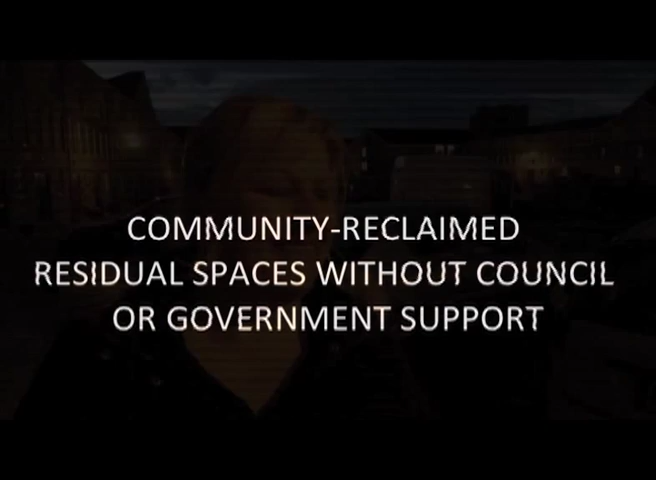 COMMUNITY-RECLAIMED
RESIDUAL SPACES WITHOUT COUNCIL
OR GOVERNMENT SUPPORT